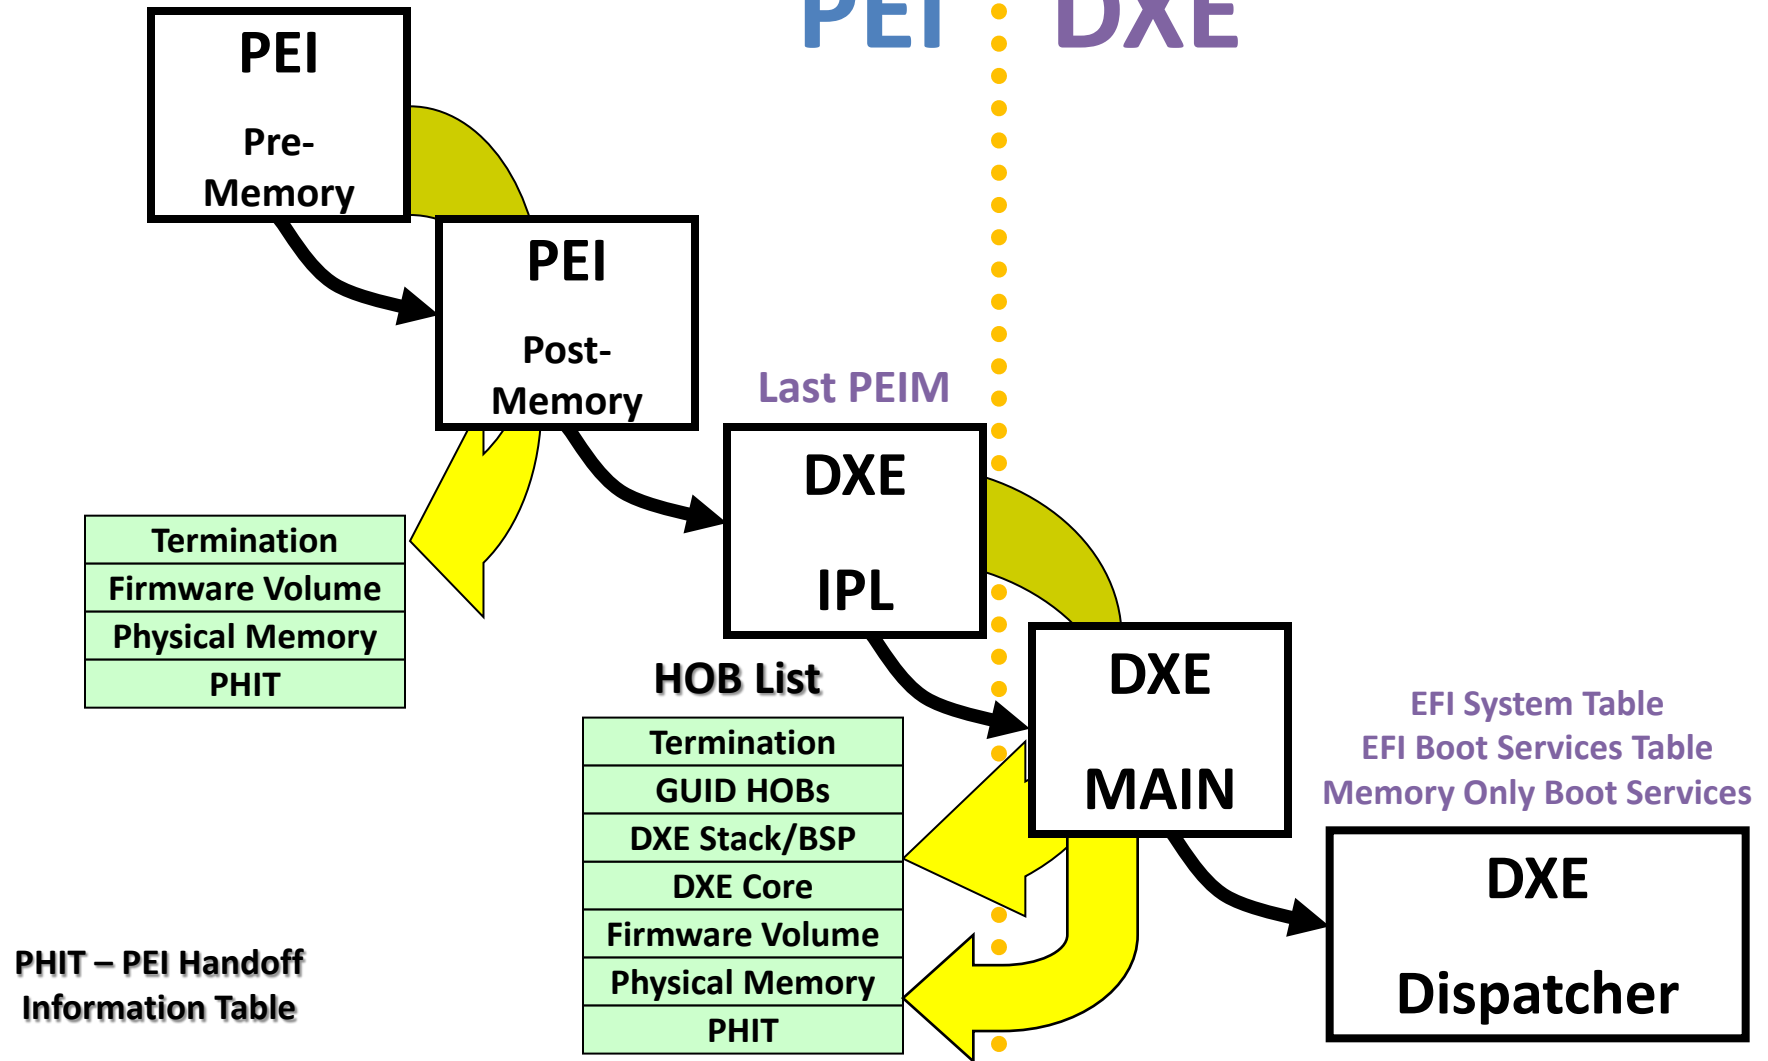 PEI
DXE
PEI
Pre-
Memory
PEI
Post-
Memory
Last PEIM
DXE
IPL
Termination
Firmware Volume
Physical Memory
PHIT
HOB List
Termination
GUID HOBs
DXE Stack/BSP
DXE Core
Firmware Volume
Physical Memory
PHIT
DXE
MAIN
EFI System Table
EFI Boot Services Table
Memory Only Boot Services
DXE
Dispatcher
PHIT – PEI Handoff
Information Table